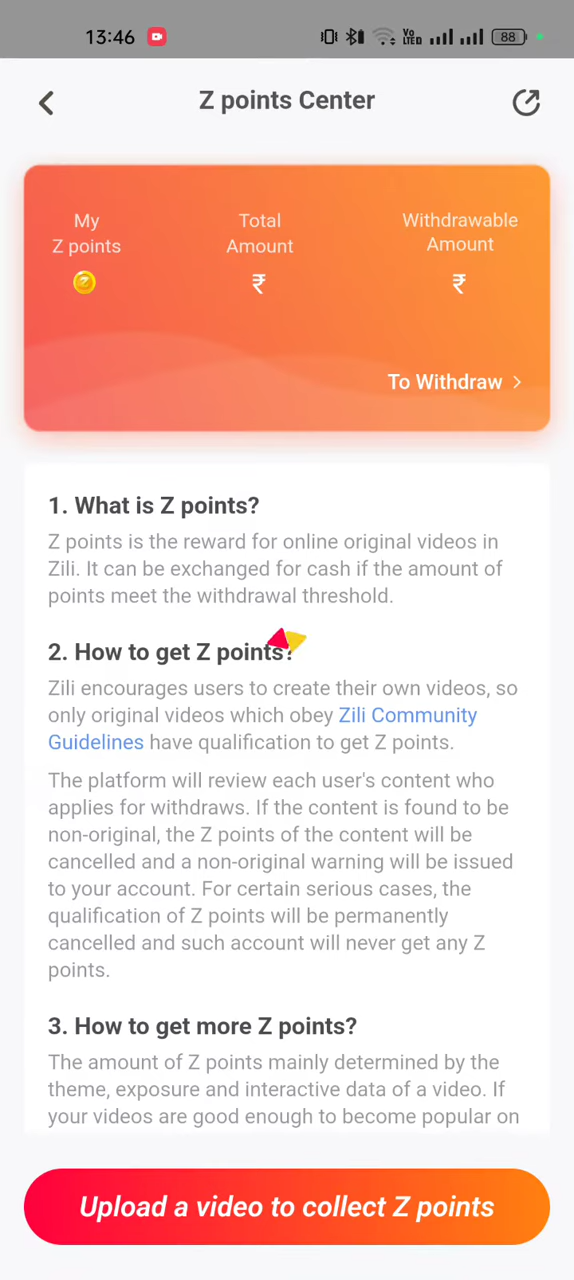 13:46
VO
LTED
88
Z points Center
My
Z points
Total
Amount
Withdrawable
Amount
₹
₹
To Withdraw
1. What is Z points?
Z points is the reward for online original videos in
Zili. It can be exchanged for cash if the amount of
points meet the withdrawal threshold.
2. How to get Z points?
Zili encourages users to create their own videos, so
only original videos which obey Zili Community
Guidelines have qualification to get Z points.
The platform will review each user's content who
applies for withdraws. If the content is found to be
non-original, the Z points of the content will be
cancelled and a non-original warning will be issued
to your account. For certain serious cases, the
qualification of Z points will be permanently
cancelled and such account will never get any Z
points.
3. How to get more Z points?
The amount of Z points mainly determined by the
theme, exposure and interactive data of a video. If
your videos are good enough to become popular on
Upload a video to collect Z points